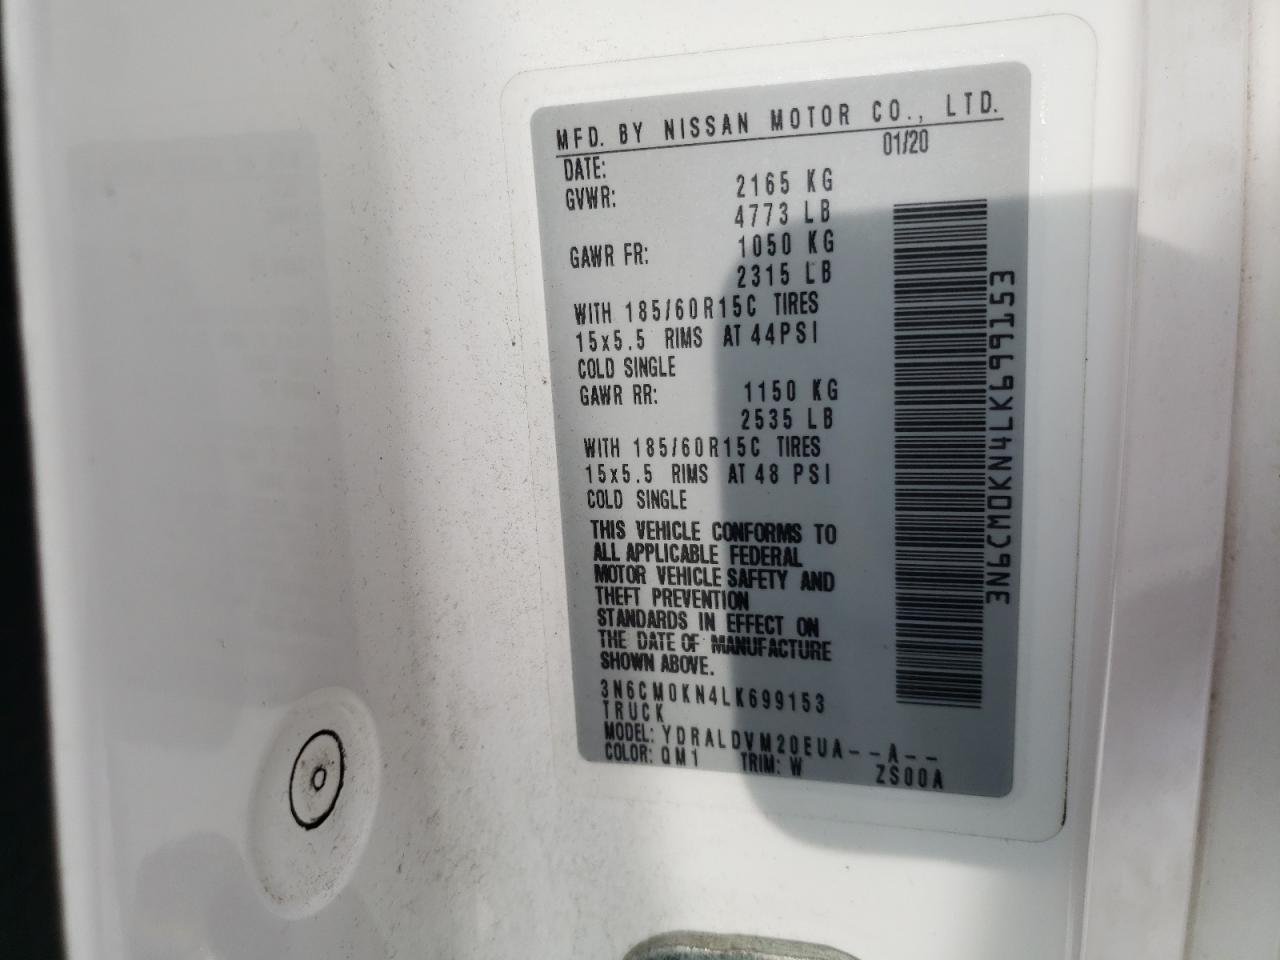 MFD. BY NISSAN MOTOR CO., LTD.
DATE: 01/20
GVWR: 2165 KG
4773 LB
GAWR FR: 1050 KG
2315 LB
WITH 185/60R15C TIRES
15x5.5 RIMS AT 44PSI
COLD SINGLE
GAWR RR: 1150 KG
2535 LB
WITH 185/60R15C TIRES
15x5.5 RIMS AT 48 PSI
COLD SINGLE
THIS VEHICLE CONFORMS TO
ALL APPLICABLE FEDERAL
MOTOR VEHICLE SAFETY AND
THEFT PREVENTION
STANDARDS IN EFFECT ON
THE DATE OF MANUFACTURE
SHOWN ABOVE.
3N6CM0KN4LK699153
TRUCK
MODEL: YDRALDVM20EUA--A--
COLOR: QM1 TRIM: W ZS00A
3N6CM0KN4LK699153